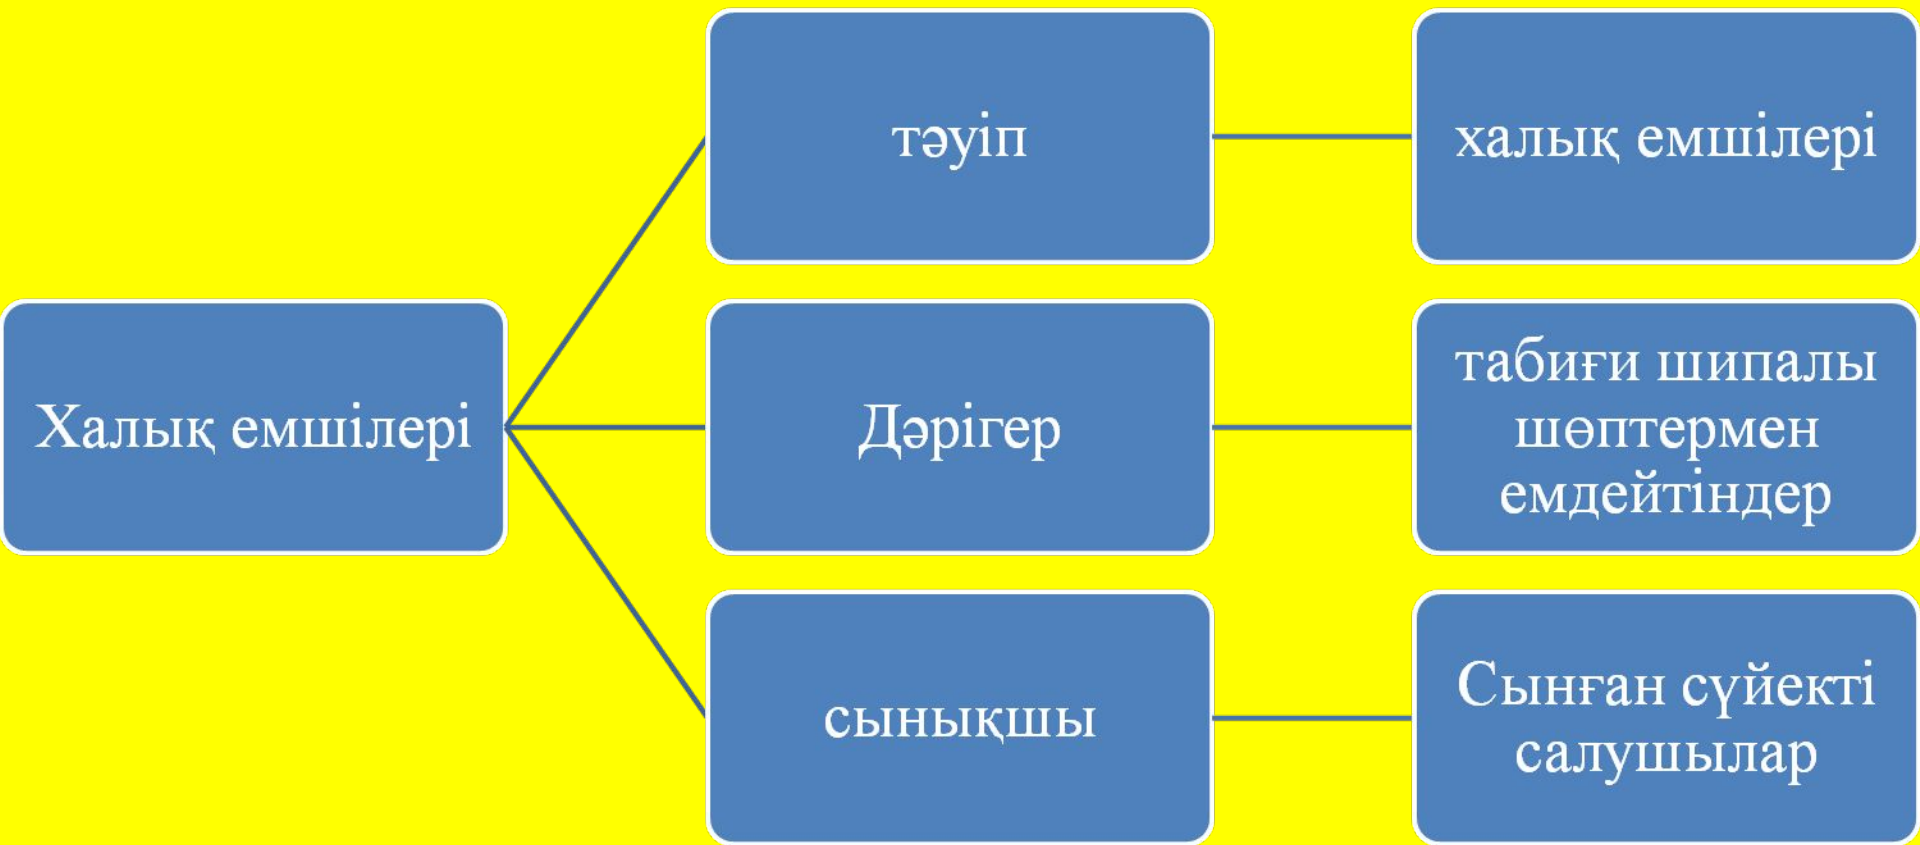 Халық емшілері
тәуіп
халық емшілері
Дәрігер
табиғи шипалы
шөптермен
емдейтіндер
сынықшы
Сынған сүйекті
салушылар